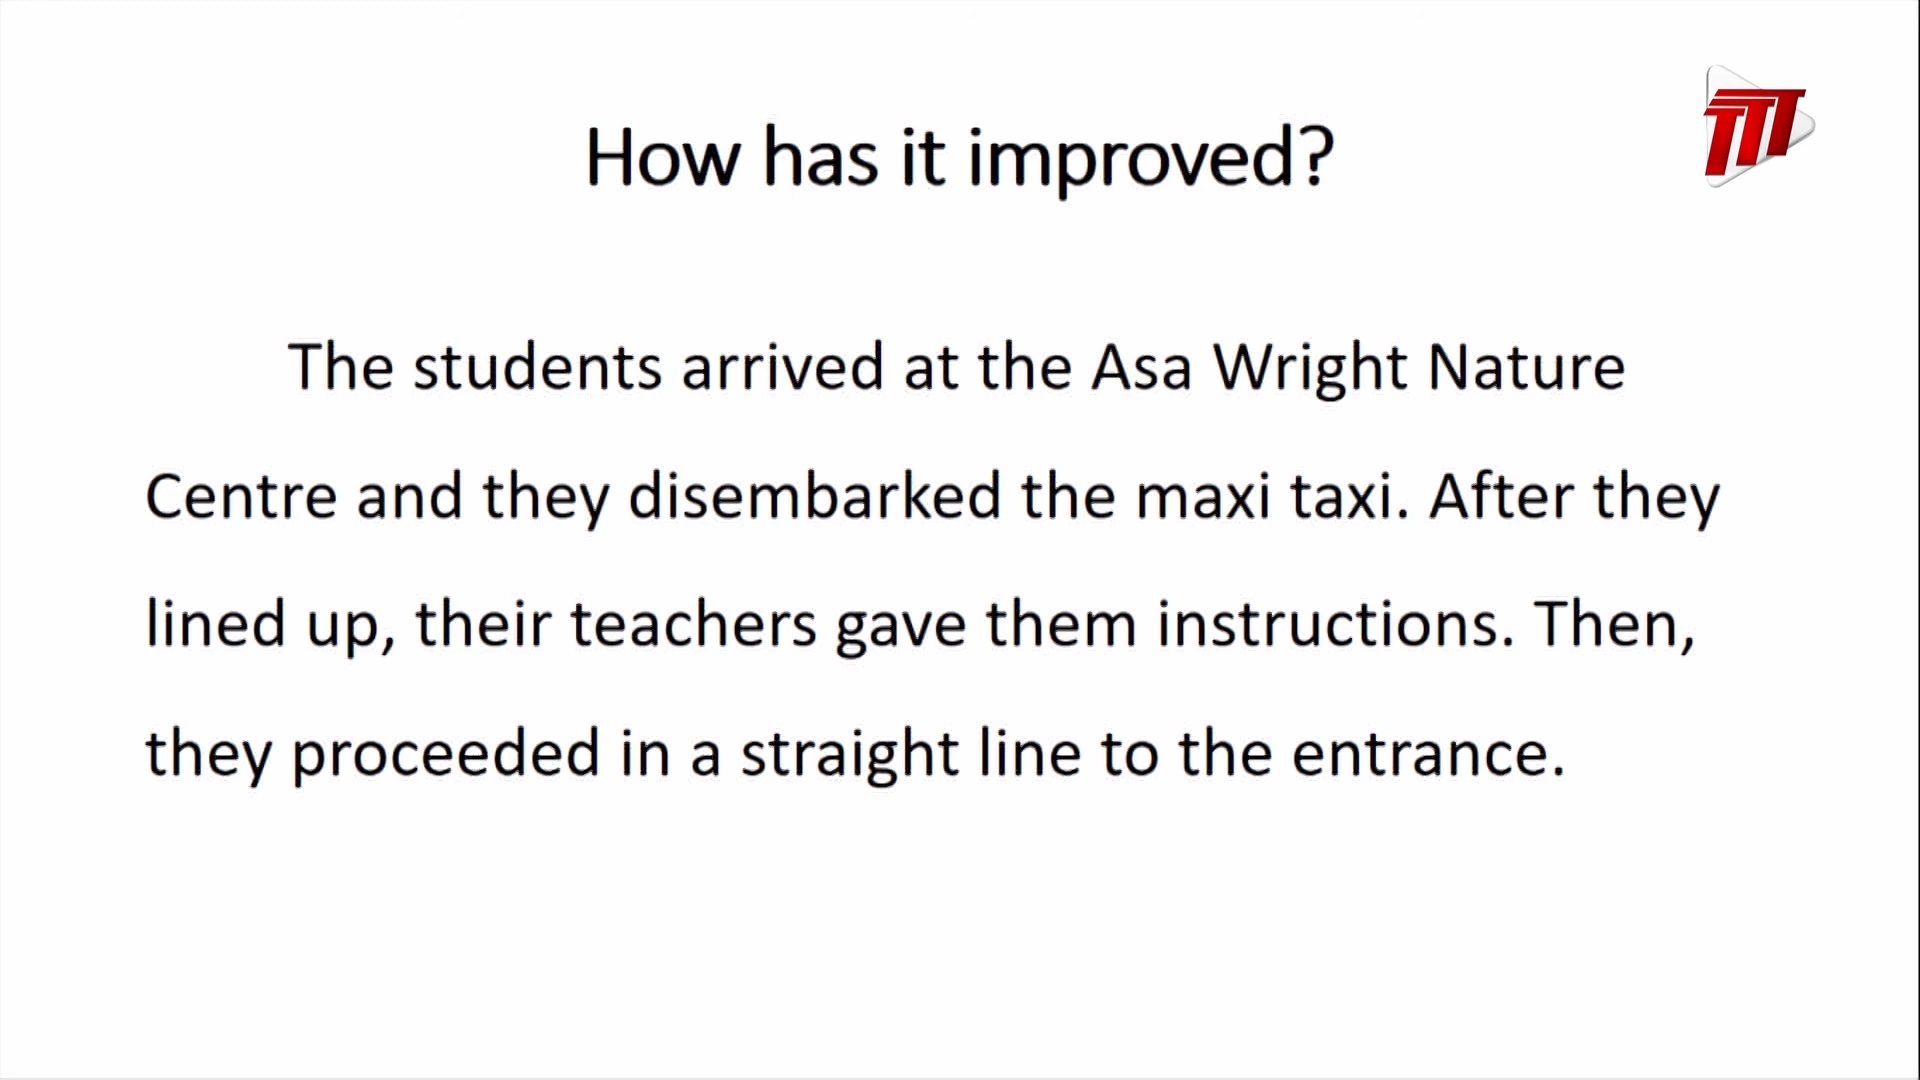 How has it improved?
TTT
The students arrived at the Asa Wright Nature
Centre and they disembarked the maxi taxi. After they
lined up, their teachers gave them instructions. Then,
they proceeded in a straight line to the entrance.